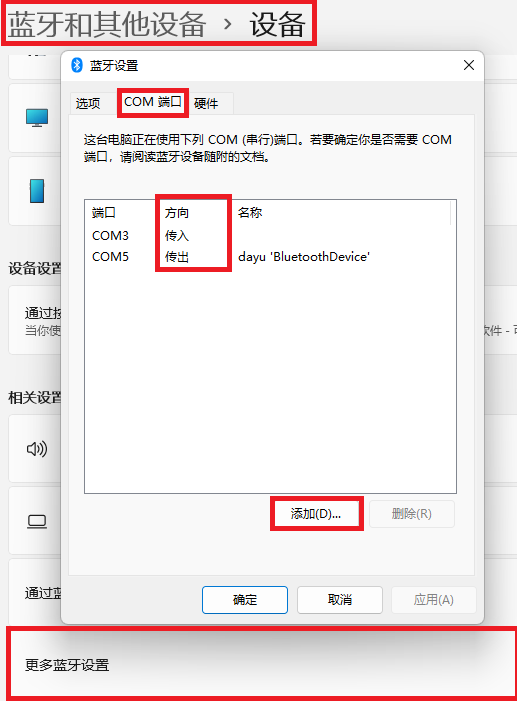 蓝牙和其他设备 › 设备
蓝牙设置
选项 COM 端口 硬件
这台电脑正在使用下列 COM (串行)端口。若要确定你是否需要 COM
端口，请阅读蓝牙设备随附的文档。
端口 方向 名称
COM3 传入
COM5 传出 dayu 'BluetoothDevice'
添加(D)... 删除(R)
确定 取消 应用(A)
设备设置
通过按
当你使
软件 -
相关设置
通过蓝
更多蓝牙设置